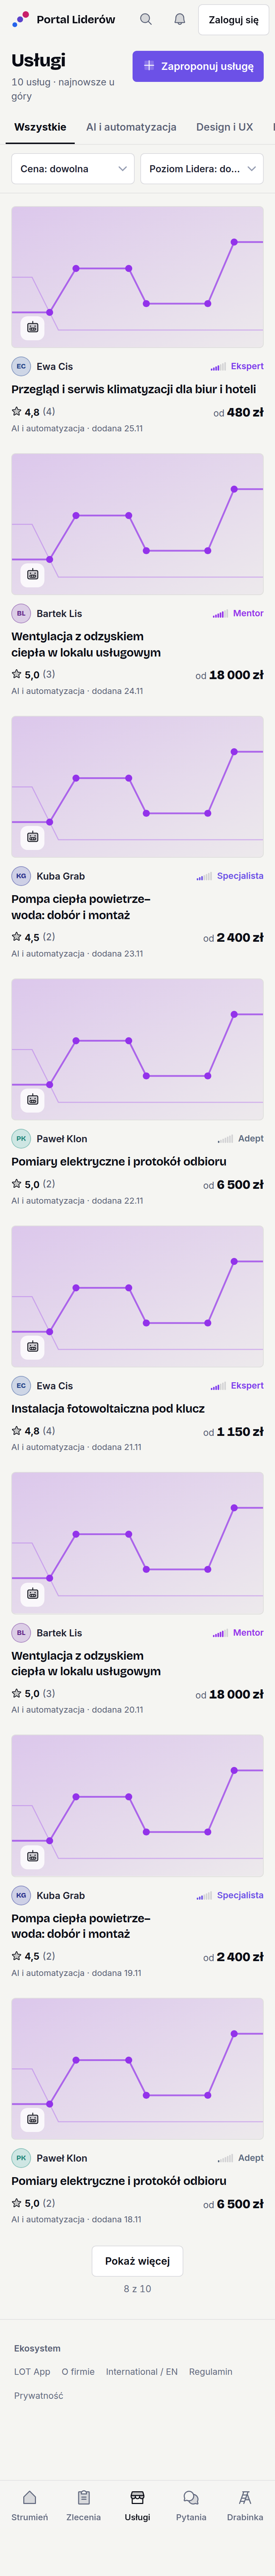 Portal Liderów
Zaloguj się
Usługi
10 usług · najnowsze u góry
Zaproponuj usługę
Wszystkie
AI i automatyzacja
Design i UX
Cena: dowolna
Poziom Lidera: do...
EC Ewa Cis
Ekspert
Przegląd i serwis klimatyzacji dla biur i hoteli
4,8 (4)
od 480 zł
AI i automatyzacja · dodana 25.11
BL Bartek Lis
Mentor
Wentylacja z odzyskiem
ciepła w lokalu usługowym
5,0 (3)
od 18 000 zł
AI i automatyzacja · dodana 24.11
KG Kuba Grab
Specjalista
Pompa ciepła powietrze–
woda: dobór i montaż
4,5 (2)
od 2 400 zł
AI i automatyzacja · dodana 23.11
PK Paweł Klon
Adept
Pomiary elektryczne i protokół odbioru
5,0 (2)
od 6 500 zł
AI i automatyzacja · dodana 22.11
EC Ewa Cis
Ekspert
Instalacja fotowoltaiczna pod klucz
4,8 (4)
od 1 150 zł
AI i automatyzacja · dodana 21.11
BL Bartek Lis
Mentor
Wentylacja z odzyskiem
ciepła w lokalu usługowym
5,0 (3)
od 18 000 zł
AI i automatyzacja · dodana 20.11
KG Kuba Grab
Specjalista
Pompa ciepła powietrze–
woda: dobór i montaż
4,5 (2)
od 2 400 zł
AI i automatyzacja · dodana 19.11
PK Paweł Klon
Adept
Pomiary elektryczne i protokół odbioru
5,0 (2)
od 6 500 zł
AI i automatyzacja · dodana 18.11
Pokaż więcej
8 z 10
Ekosystem
LOT App
O firmie
International / EN
Regulamin
Prywatność
Strumień
Zlecenia
Usługi
Pytania
Drabinka